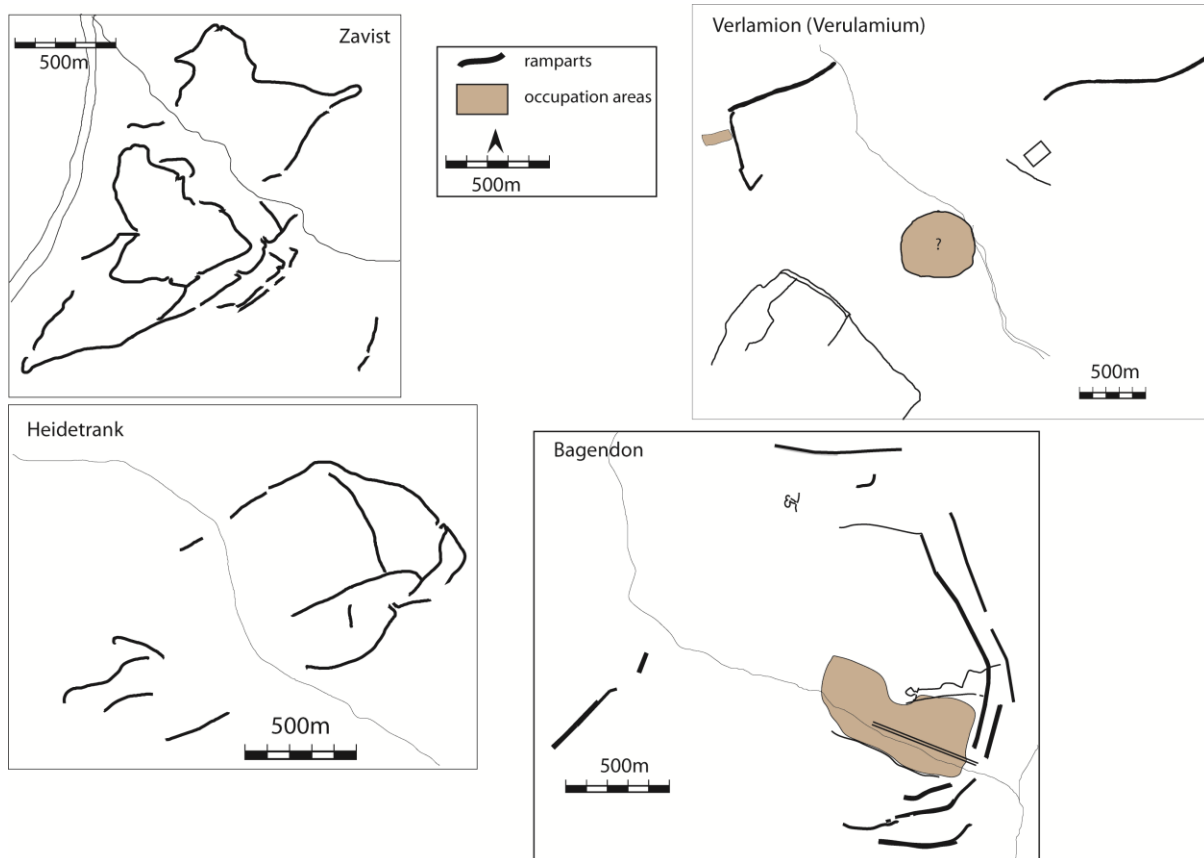 Zavist
500m
ramparts
occupation areas
500m
Verlamion (Verulamium)
?
500m
Heidetrank
500m
Bagendon
500m